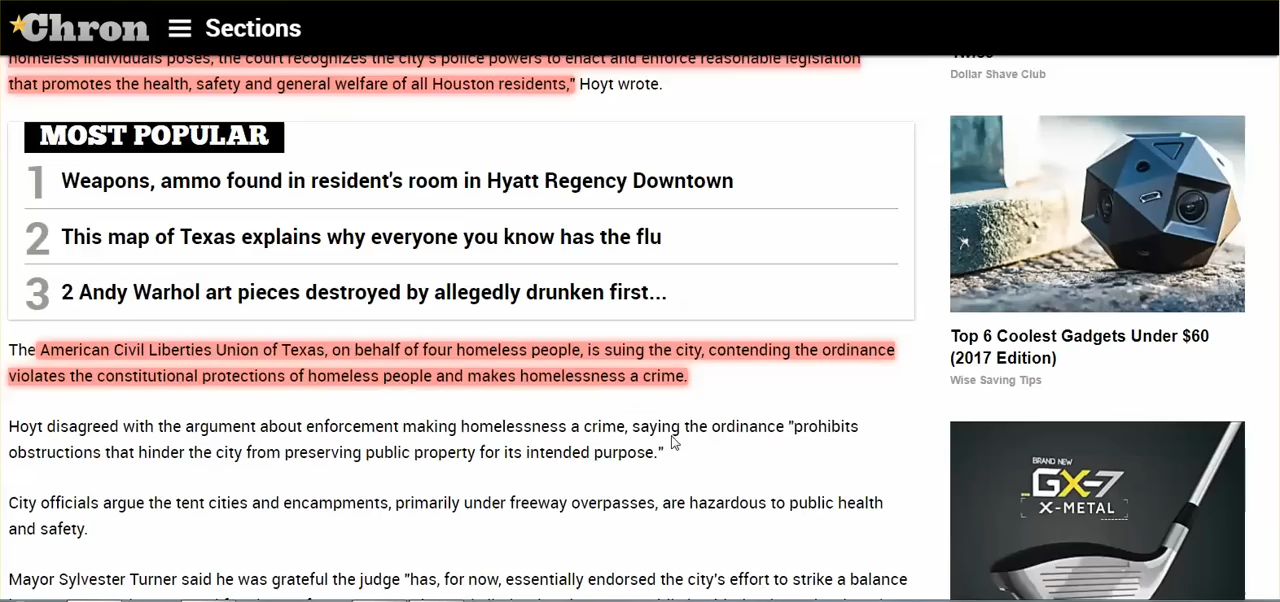 Chron
Sections
homeless individuals poses, the court recognizes the city's police powers to enact and enforce reasonable legislation
that promotes the health, safety and general welfare of all Houston residents," Hoyt wrote.
MOST POPULAR
1 Weapons, ammo found in resident's room in Hyatt Regency Downtown
2 This map of Texas explains why everyone you know has the flu
3 2 Andy Warhol art pieces destroyed by allegedly drunken first...
The American Civil Liberties Union of Texas, on behalf of four homeless people, is suing the city, contending the ordinance
violates the constitutional protections of homeless people and makes homelessness a crime.
Hoyt disagreed with the argument about enforcement making homelessness a crime, saying the ordinance "prohibits
obstructions that hinder the city from preserving public property for its intended purpose."
City officials argue the tent cities and encampments, primarily under freeway overpasses, are hazardous to public health
and safety.
Mayor Sylvester Turner said he was grateful the judge "has, for now, essentially endorsed the city's effort to strike a balance
Dollar Shave Club
Top 6 Coolest Gadgets Under $60
(2017 Edition)
Wise Saving Tips
BRAND NEW
GX-7
X-METAL